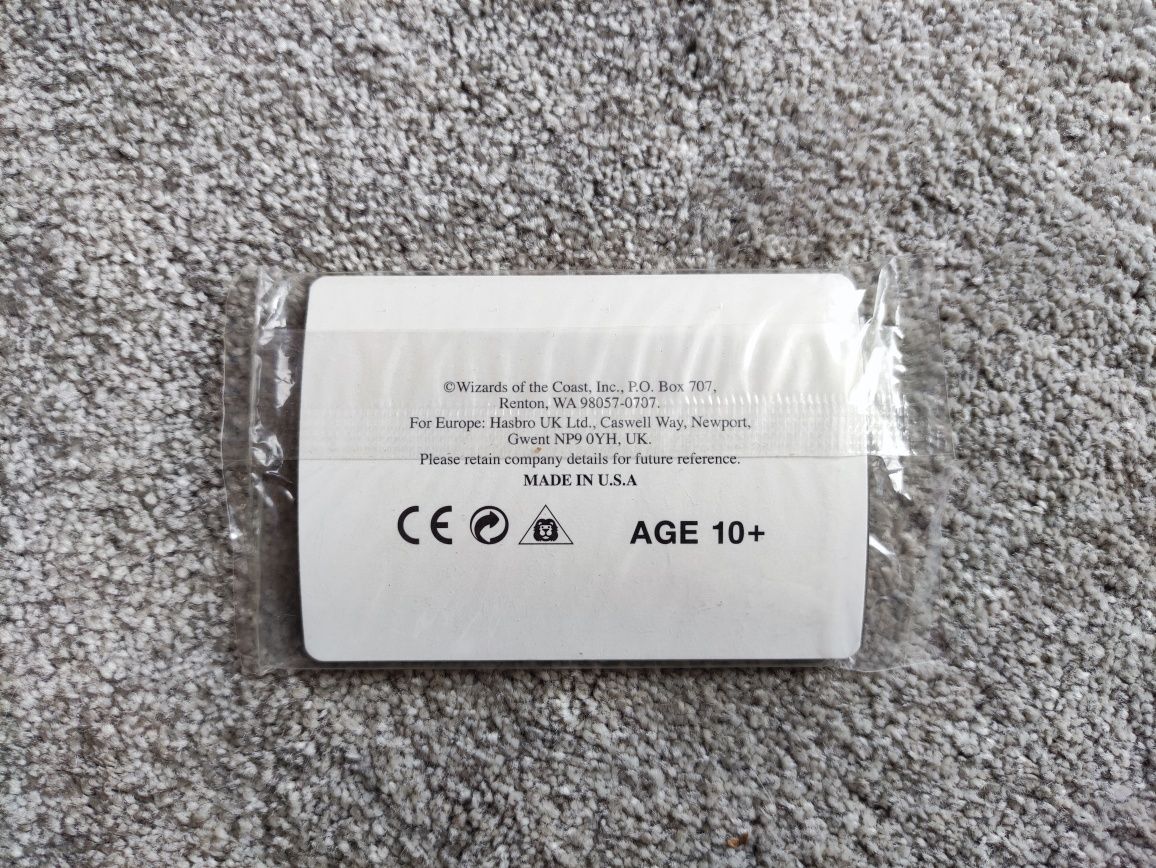 ©Wizards of the Coast, Inc., P.O. Box 707,
Renton, WA 98057-0707.
For Europe: Hasbro UK Ltd., Caswell Way, Newport,
Gwent NP9 0YH, UK.
Please retain company details for future reference.
MADE IN U.S.A
CE AGE 10+